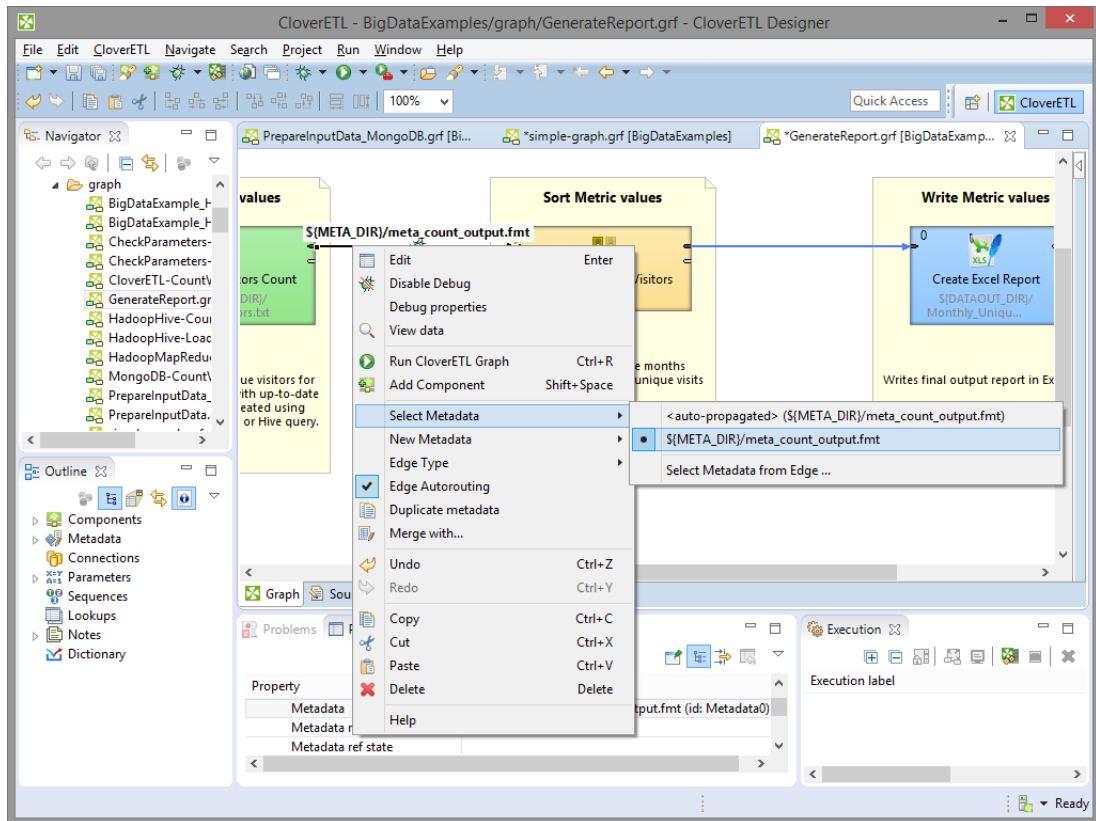 CloverETL - BigDataExamples/graph/GenerateReport.grf - CloverETL Designer
File Edit CloverETL Navigate Search Project Run Window Help
100%
Quick Access
CloverETL
Navigator
PrepareInputData_MongoDB.grf [Bi...
*simple-graph.grf [BigDataExamples]
*GenerateReport.grf [BigDataExamp...
graph
BigDataExample_H
BigDataExample_H
CheckParameters-
CheckParameters-
CloverETL-CountV
GenerateReport.gr
HadoopHive-Cour
HadoopHive-Load
HadoopMapRedu
MongoDB-CountV
PrepareInputData_
PrepareInputData.
values
Sort Metric values
Write Metric values
${META_DIR}/meta_count_output.fmt
ors Count
DIR}/
rs.txt
Visitors
0
XLS
Create Excel Report
${DATAOUT_DIR}/
Monthly_Uniqu...
ue visitors for
ith up-to-date
eated using
or Hive query.
e months
unique visits
Writes final output report in Ex
Edit Enter
Disable Debug
Debug properties
View data
Run CloverETL Graph Ctrl+R
Add Component Shift+Space
Select Metadata
New Metadata
Edge Type
Edge Autorouting
Duplicate metadata
Merge with...
Undo Ctrl+Z
Redo Ctrl+Y
Copy Ctrl+C
Cut Ctrl+X
Paste Ctrl+V
Delete Delete
Help
<auto-propagated> (${META_DIR}/meta_count_output.fmt)
${META_DIR}/meta_count_output.fmt
Select Metadata from Edge ...
Outline
Components
Metadata
Connections
Parameters
Sequences
Lookups
Notes
Dictionary
Graph
Sou
Problems
Property
Metadata
tput.fmt (id: Metadata0)
Metadata r
Metadata ref state
Execution
Execution label
Ready